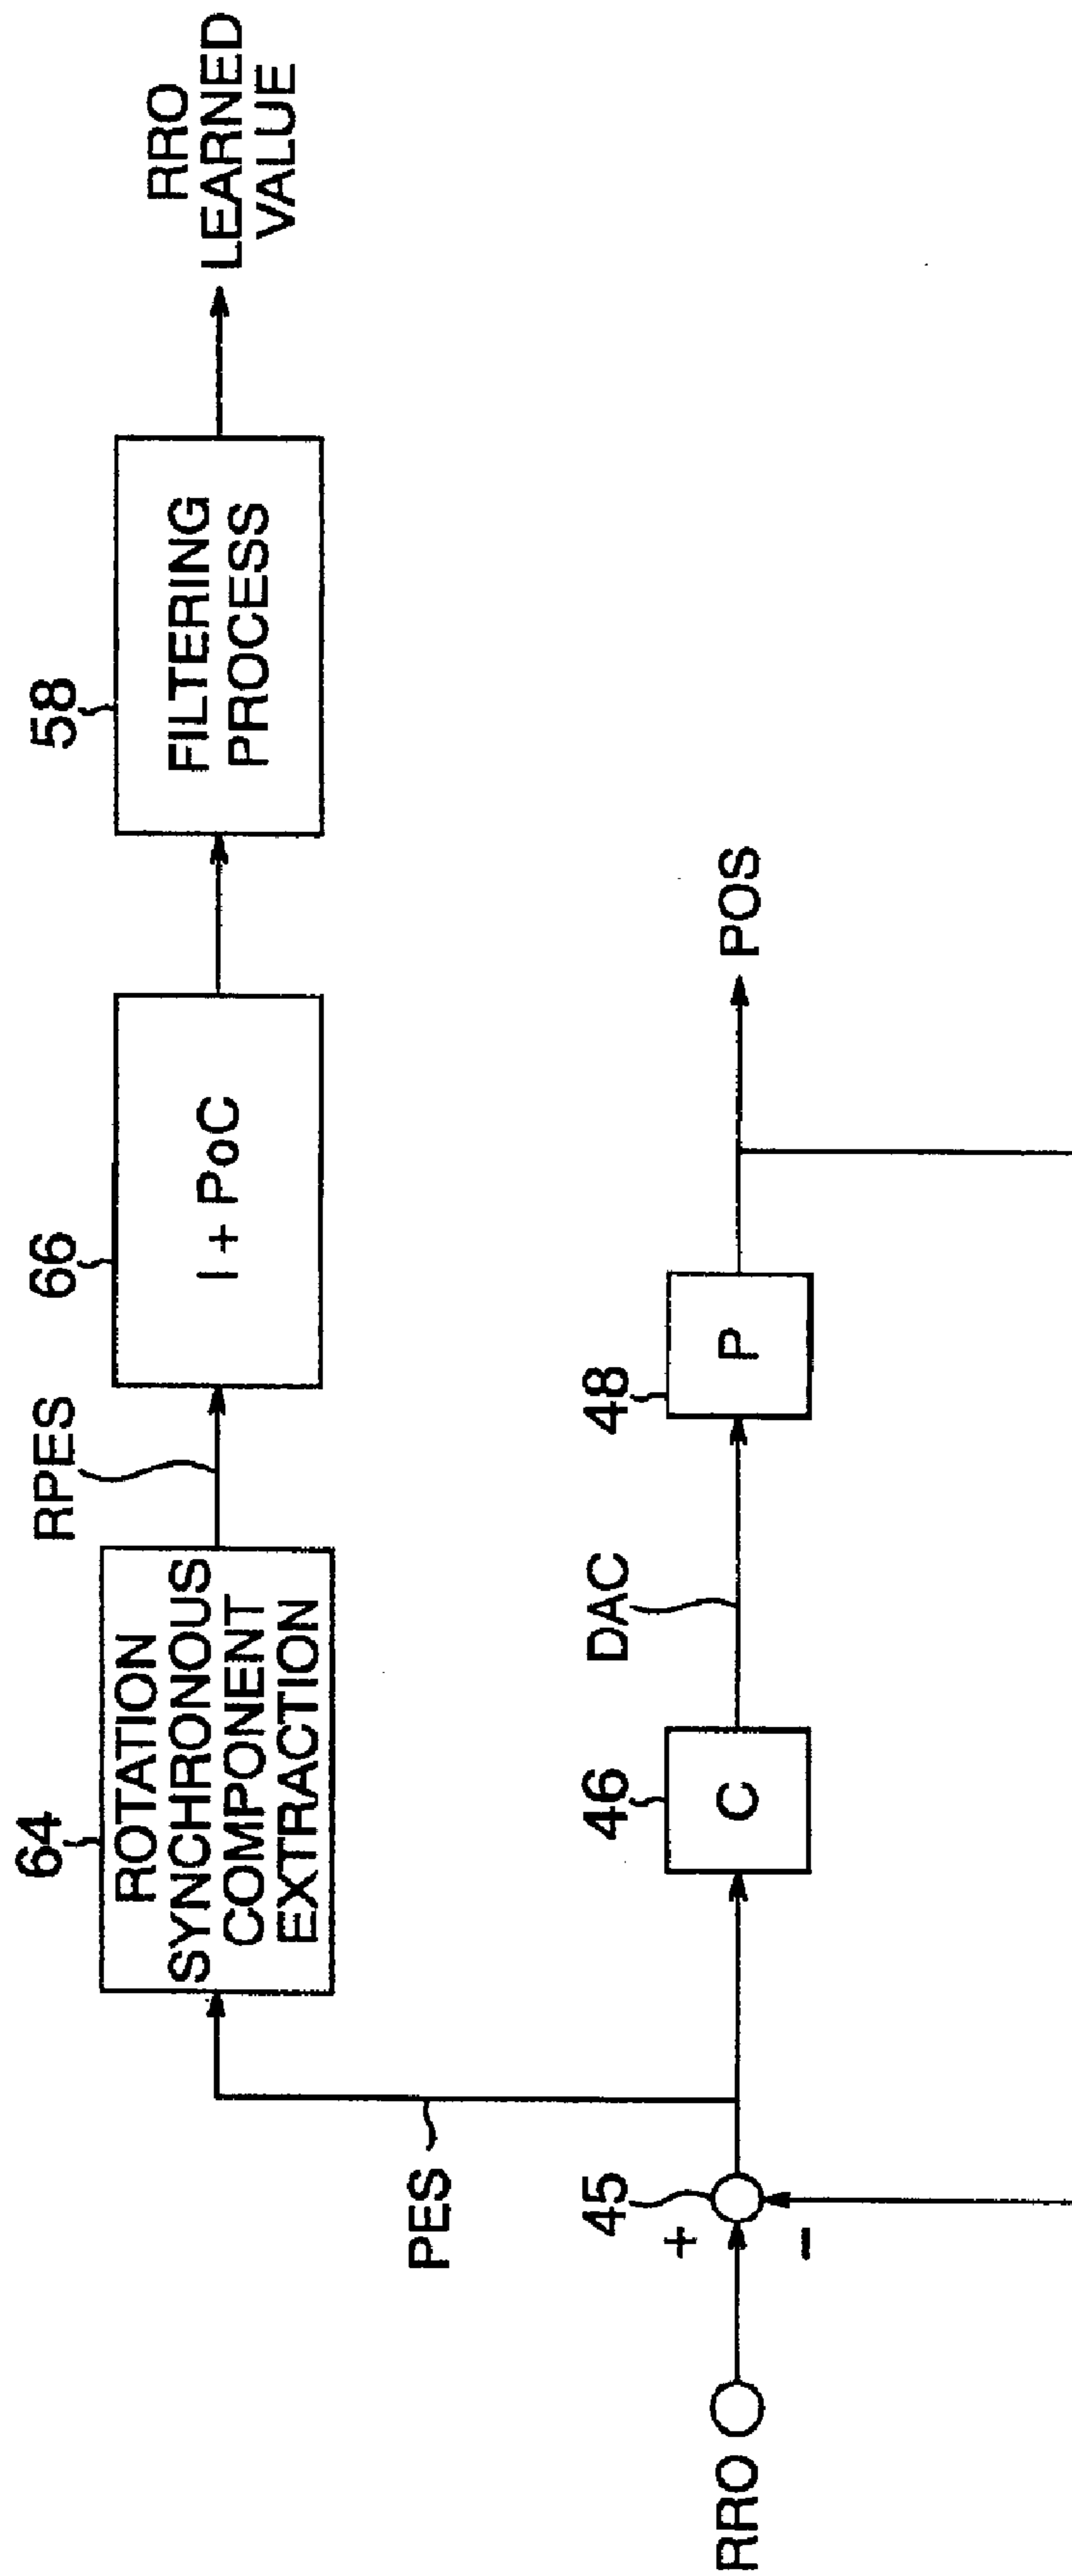 64
ROTATION
SYNCHRONOUS
COMPONENT
EXTRACTION
RPES
66
I + PoC
58
FILTERING
PROCESS
RRO
LEARNED
VALUE
PES
RRO
+
−
45
46
C
DAC
48
P
POS